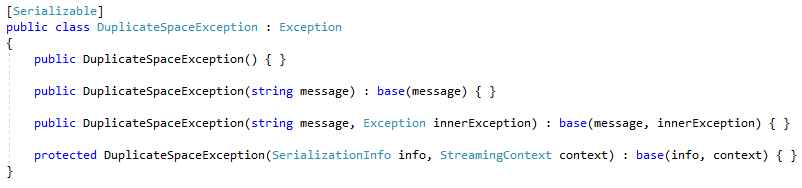 [Serializable]
public class DuplicateSpaceException : Exception
{
public DuplicateSpaceException() { }
public DuplicateSpaceException(string message) : base(message) { }
public DuplicateSpaceException(string message, Exception innerException) : base(message, innerException) { }
protected DuplicateSpaceException(SerializationInfo info, StreamingContext context) : base(info, context) { }
}